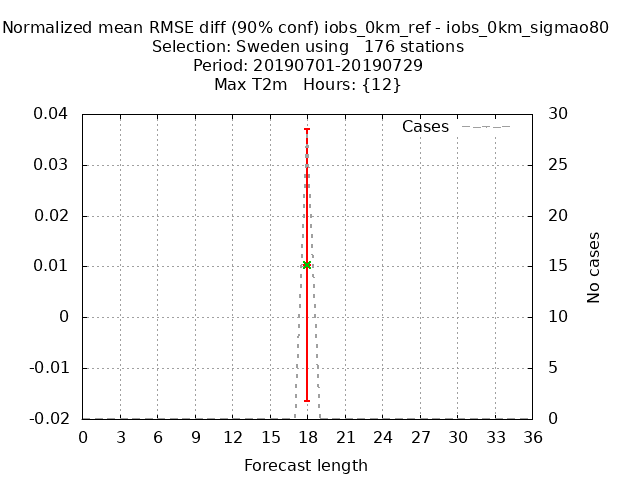 Normalized mean RMSE diff (90% conf) iobs_0km_ref - iobs_0km_sigmao80
Selection: Sweden using   176 stations
Period: 20190701-20190729
Max T2m   Hours: {12}
Cases
0.04
0.03
0.02
0.01
0
-0.01
-0.02
30
25
20
15
10
5
0
No cases
0 3 6 9 12 15 18 21 24 27 30 33 36
Forecast length